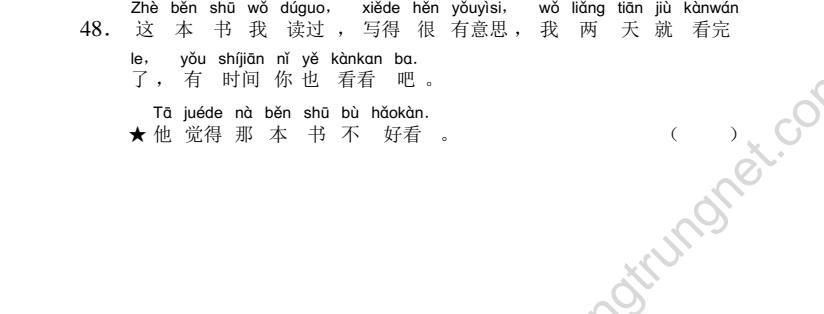 Zhè běn shū wǒ dúguo, xiěde hěn yǒuyìsi, wǒ liǎng tiān jiù kànwán
48. 这 本 书 我 读过 , 写得 很 有意思 , 我 两 天 就 看完
le, yǒu shíjiān nǐ yě kànkan ba.
了 , 有 时间 你 也 看看 吧 。
Tā juéde nà běn shū bù hǎokàn.
★ 他 觉得 那 本 书 不 好看 。 ( )
ngtrungnet.com